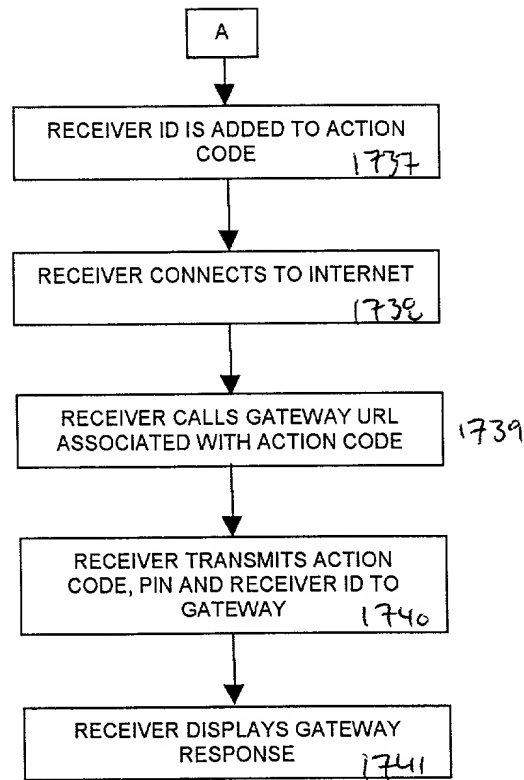 A
RECEIVER ID IS ADDED TO ACTION
CODE 1737
RECEIVER CONNECTS TO INTERNET
1738
RECEIVER CALLS GATEWAY URL
ASSOCIATED WITH ACTION CODE 1739
RECEIVER TRANSMITS ACTION
CODE, PIN AND RECEIVER ID TO
GATEWAY 1740
RECEIVER DISPLAYS GATEWAY
RESPONSE 1741